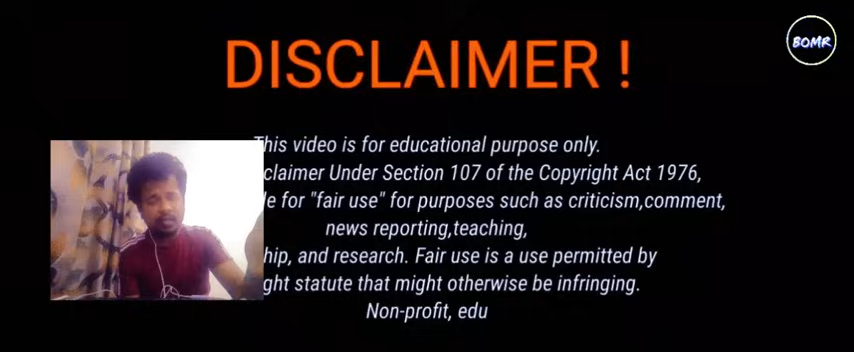 DISCLAIMER !
BOMR
This video is for educational purpose only.
claimer Under Section 107 of the Copyright Act 1976,
for "fair use" for purposes such as criticism,comment,
news reporting,teaching,
hip, and research. Fair use is a use permitted by
ght statute that might otherwise be infringing.
Non-profit, edu